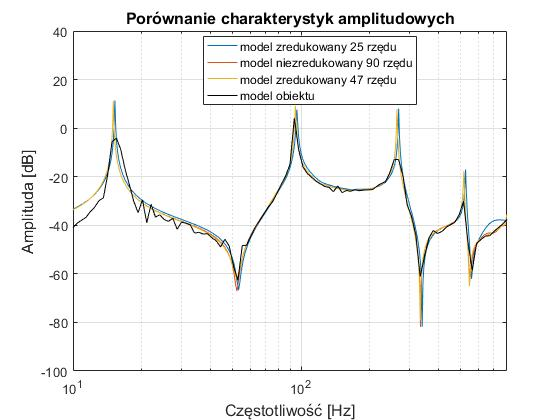 Porównanie charakterystyk amplitudowych
40
20
0
-20
-40
-60
-80
-100
Amplituda [dB]
model zredukowany 25 rzędu
model niezredukowany 90 rzędu
model zredukowany 47 rzędu
model obiektu
10^1
10^2
Częstotliwość [Hz]